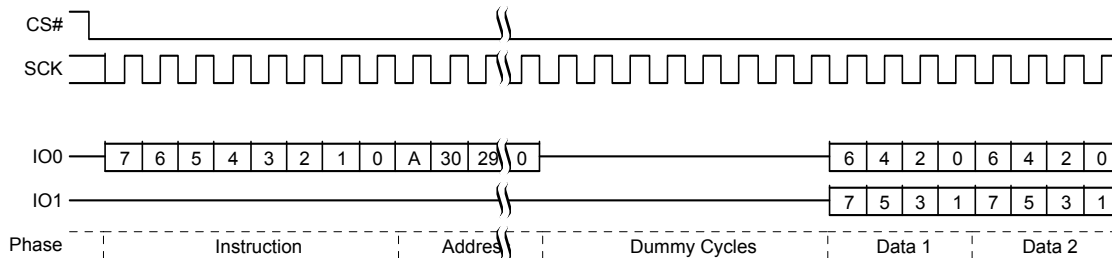 CS#
SCK
IO0 7 6 5 4 3 2 1 0 A 30 29 0 6 4 2 0 6 4 2 0
IO1 7 5 3 1 7 5 3 1
Phase Instruction Addres Dummy Cycles Data 1 Data 2